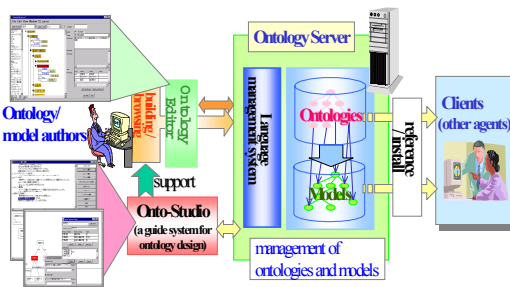 Ontology Server
Ontology/
model authors
building/
browsing
Ontology
Editor
Language
management system
Ontologies
Models
reference
/install
Clients
(other agents)
support
Onto-Studio
(a guide system for
ontology design)
management of
ontologies and models